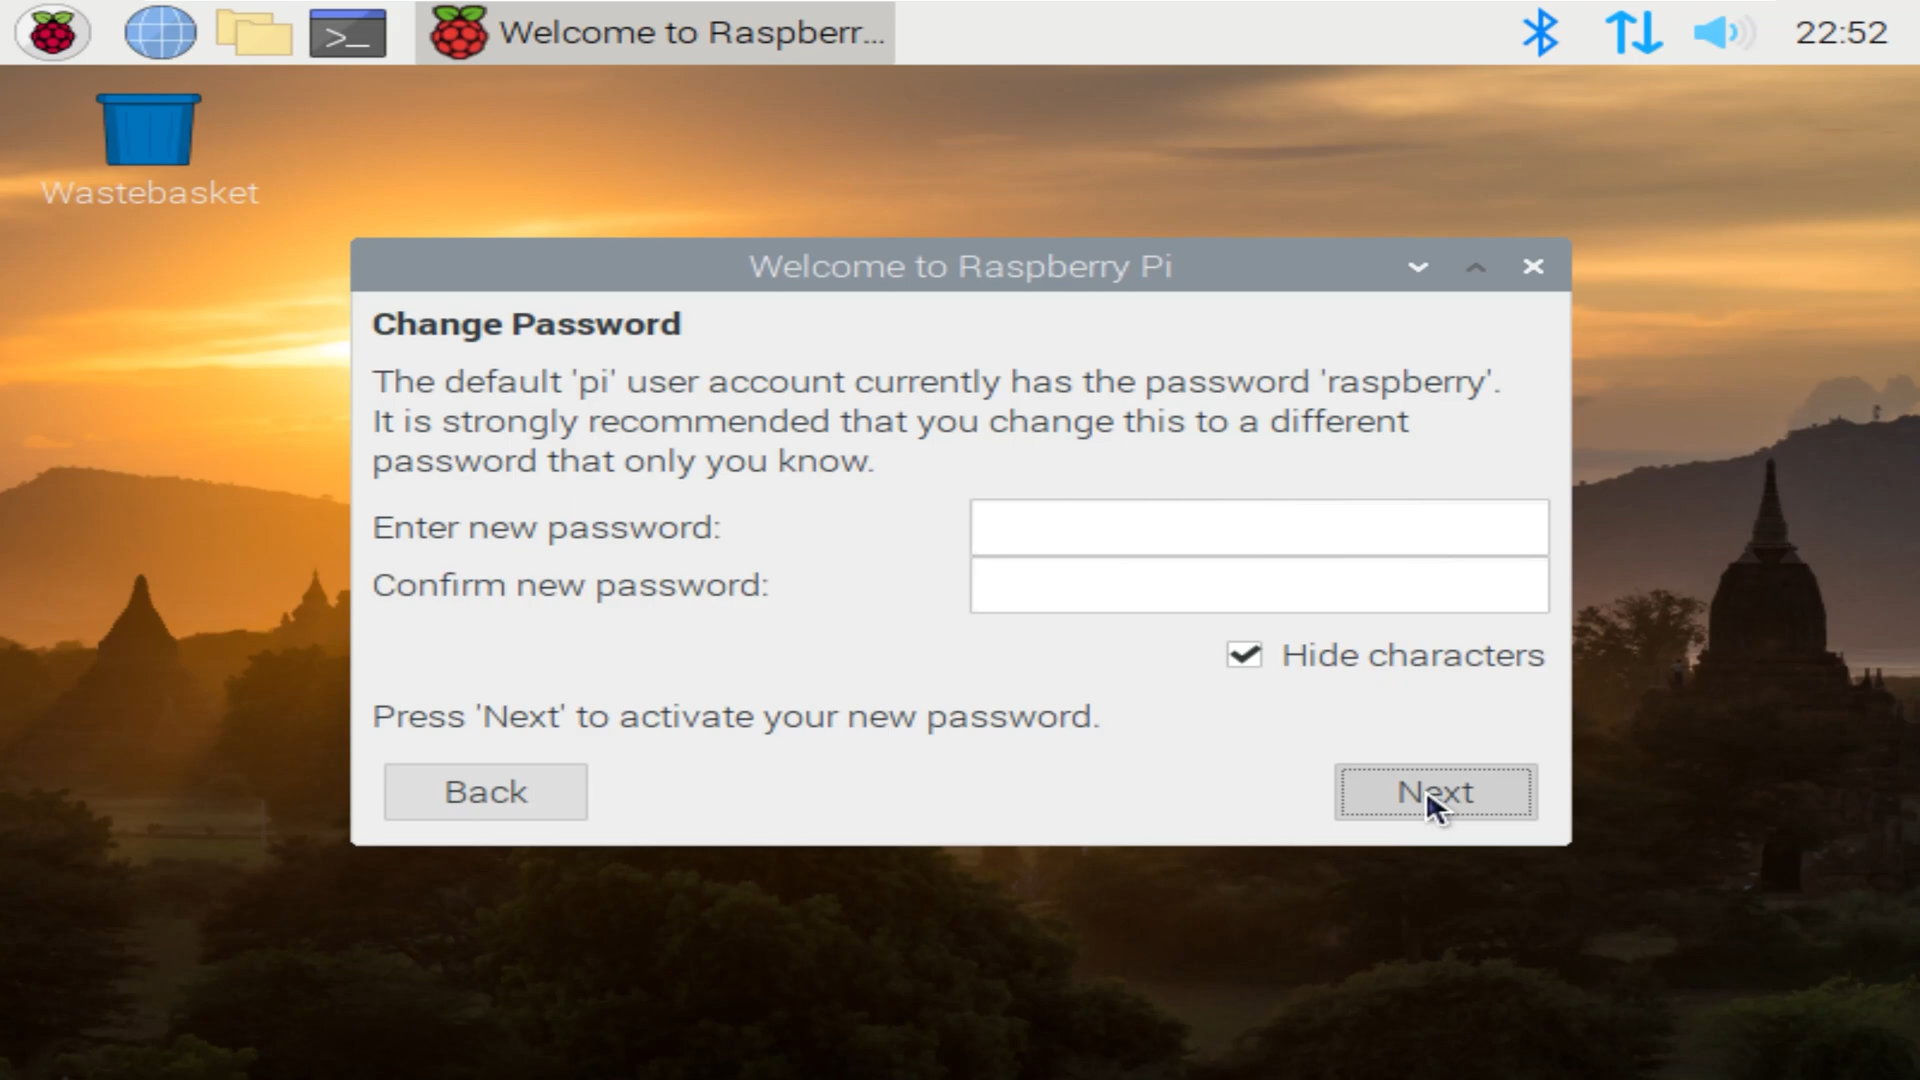 Welcome to Raspberr...
22:52
Wastebasket
Welcome to Raspberry Pi
Change Password
The default 'pi' user account currently has the password 'raspberry'.
It is strongly recommended that you change this to a different
password that only you know.
Enter new password:
Confirm new password:
Hide characters
Press 'Next' to activate your new password.
Back
Next